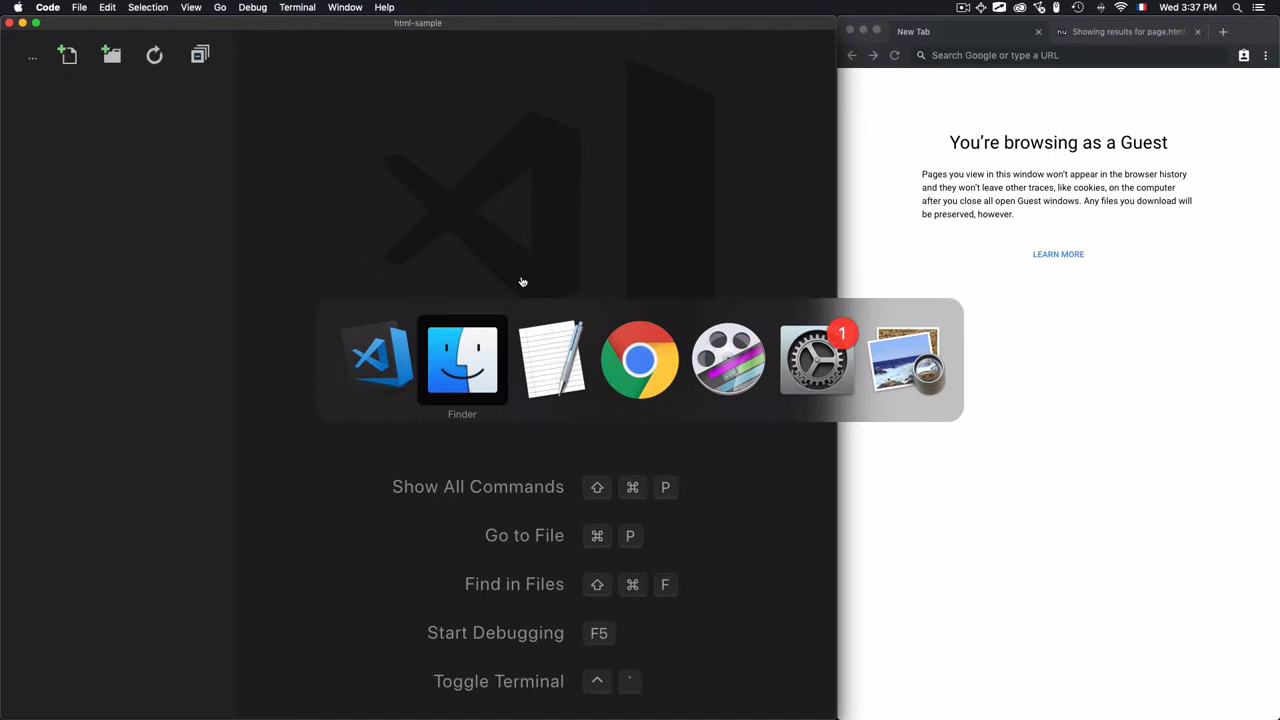 Code File Edit Selection View Go Debug Terminal Window Help
Wed 3:37 PM
html-sample
...
New Tab
nu Showing results for page.html
Search Google or type a URL
You're browsing as a Guest
Pages you view in this window won't appear in the browser history
and they won't leave other traces, like cookies, on the computer
after you close all open Guest windows. Any files you download will
be preserved, however.
LEARN MORE
1
Finder
Show All Commands ⇧ ⌘ P
Go to File ⌘ P
Find in Files ⇧ ⌘ F
Start Debugging F5
Toggle Terminal ^ `